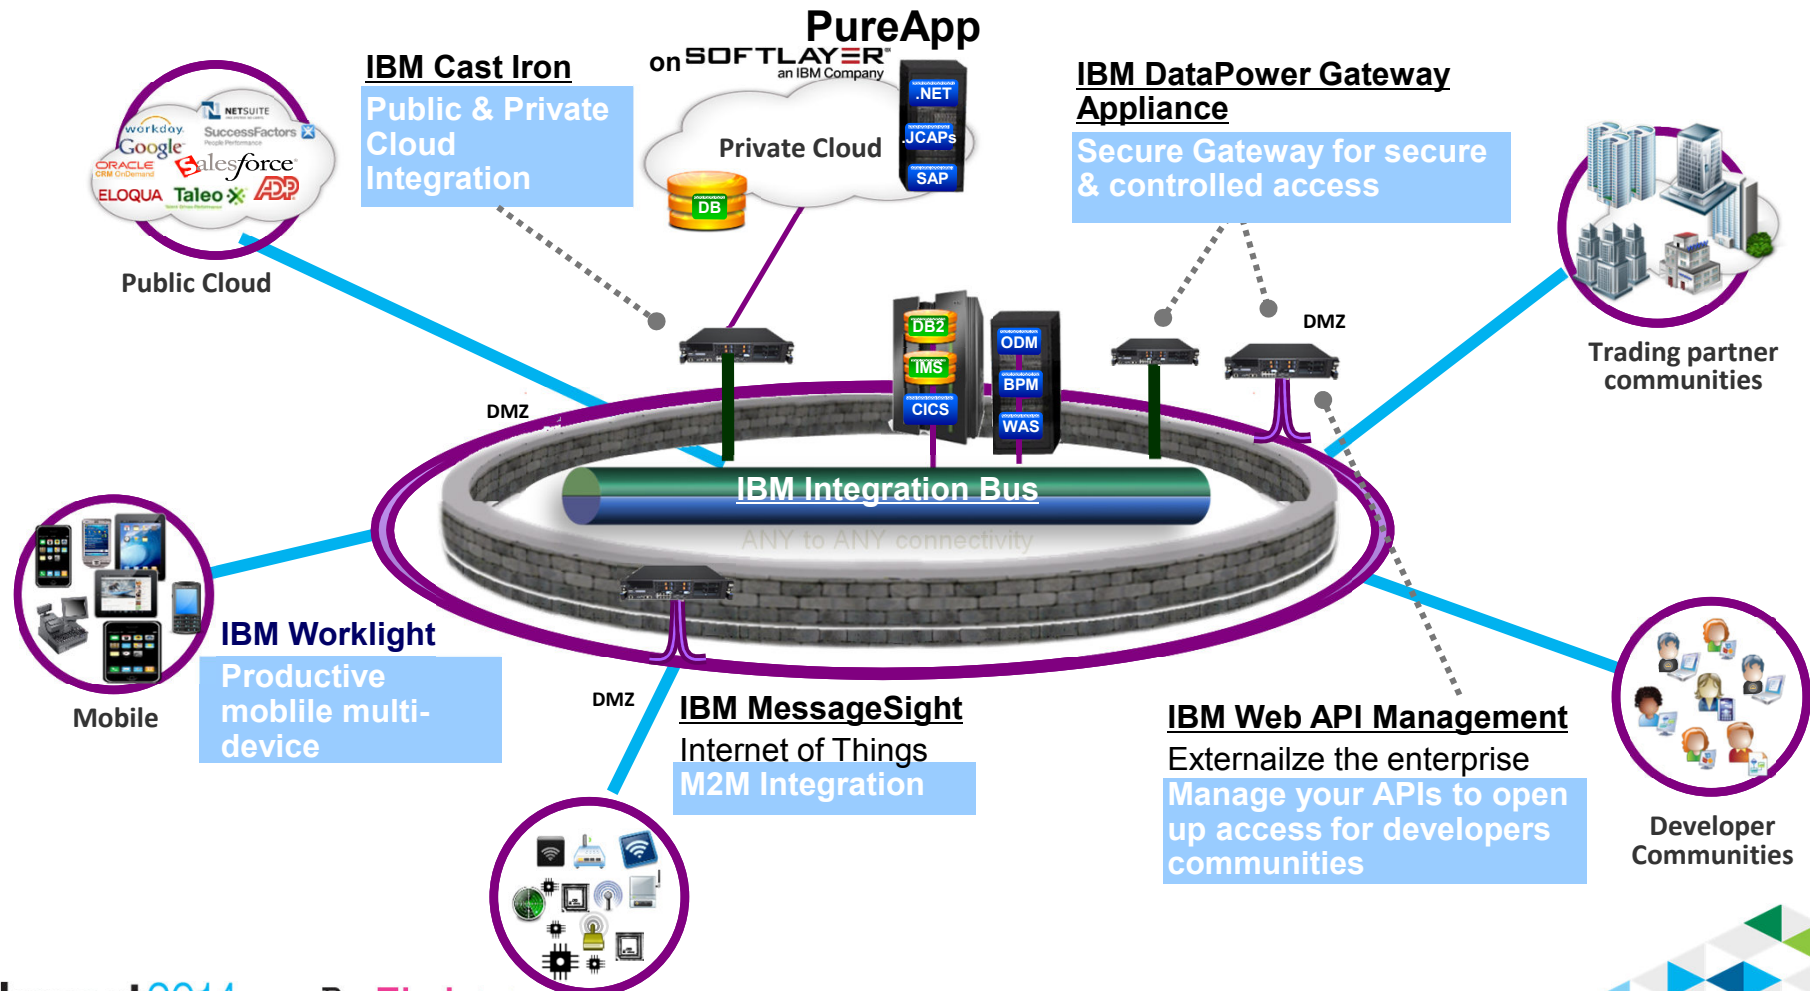 PureApp
on SOFTLAYER
an IBM Company
IBM Cast Iron
Public & Private
Cloud
Integration
IBM DataPower Gateway
Appliance
Secure Gateway for secure
& controlled access
NETSUITE
workday.
SuccessFactors
People Performance
Google
ORACLE
CRM OnDemand
salesforce
ELOQUA
Taleo
ADP
Public Cloud
Private Cloud
DB
.NET
.JCAPs
SAP
Trading partner
communities
DMZ
DB2
IMS
CICS
ODM
BPM
WAS
DMZ
IBM Integration Bus
ANY to ANY connectivity
Mobile
IBM Worklight
Productive
moblile multi-
device
DMZ
IBM MessageSight
Internet of Things
M2M Integration
IBM Web API Management
Externailze the enterprise
Manage your APIs to open
up access for developers
communities
Developer
Communities